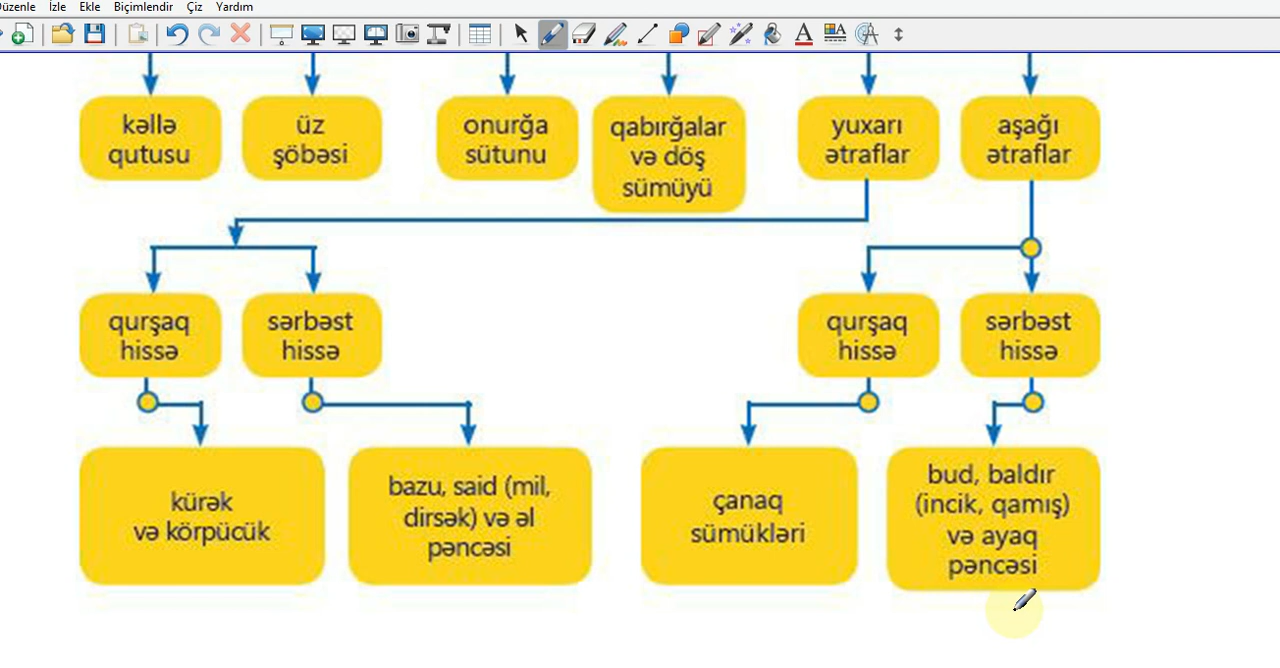 Düzenle İzle Ekle Biçimlendir Çiz Yardım
kəllə
qutusu
üz
şöbəsi
onurğa
sütunu
qabırğalar
və döş
sümüyü
yuxarı
ətraflar
aşağı
ətraflar
qurşaq
hissə
sərbəst
hissə
qurşaq
hissə
sərbəst
hissə
kürək
və körpücük
bazu, said (mil,
dirsək) və əl
pəncəsi
çanaq
sümükləri
bud, baldır
(incik, qamış)
və ayaq
pəncəsi